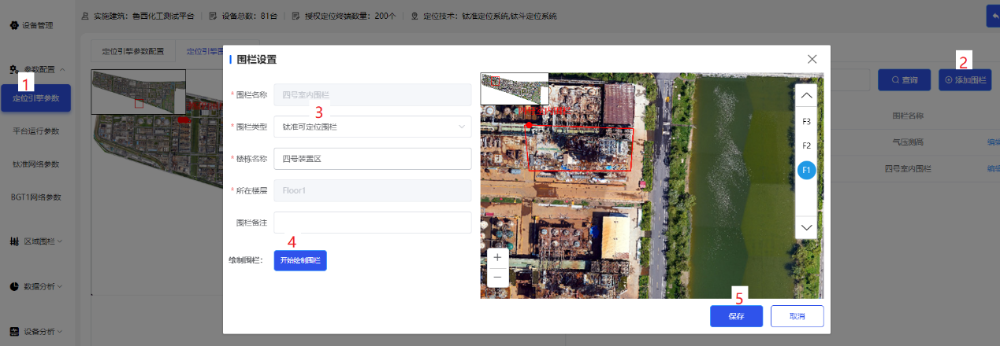 设备管理
实施建筑：鲁西化工测试平台
设备总数：81台
授权定位终端数量：200个
定位技术：钛准定位系统,钛斗定位系统
参数配置
1
定位引擎参数
平台运行参数
钛准网络参数
BGT1网络参数
区域围栏
数据分析
设备分析
定位引擎参数配置
定位引擎围
围栏设置
* 围栏名称
四号室内围栏
3
* 围栏类型
钛准可定位围栏
* 楼栋名称
四号装置区
* 所在楼层
Floor1
围栏备注
4
绘制围栏：
开始绘制围栏
F3
F2
F1
+
−
5
保存
取消
2
查询
添加围栏
围栏名称
气压测高
编辑
四号室内围栏
编辑